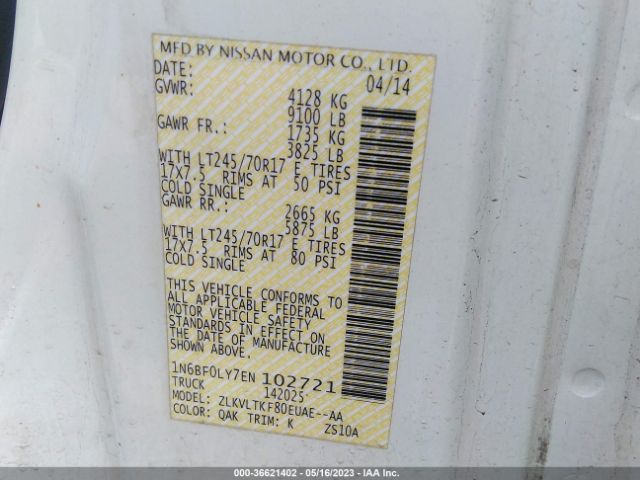 MFD BY NISSAN MOTOR CO., LTD.
DATE: 04/14
GVWR: 4128 KG
9100 LB
GAWR FR.: 1735 KG
3825 LB
WITH LT245/70R17 E TIRES
17X7.5 RIMS AT 50 PSI
COLD SINGLE
GAWR RR.: 2665 KG
5875 LB
WITH LT245/70R17 E TIRES
17X7.5 RIMS AT 80 PSI
COLD SINGLE
THIS VEHICLE CONFORMS TO
ALL APPLICABLE FEDERAL
MOTOR VEHICLE SAFETY
STANDARDS IN EFFECT ON
THE DATE OF MANUFACTURE
SHOWN ABOVE.
1N6BF0LY7EN 102721
TRUCK 142025
MODEL: ZLKVLTKF80EUAE--AA
COLOR: QAK TRIM: K ZS10A
000-36621402 - 05/16/2023 - IAA Inc.